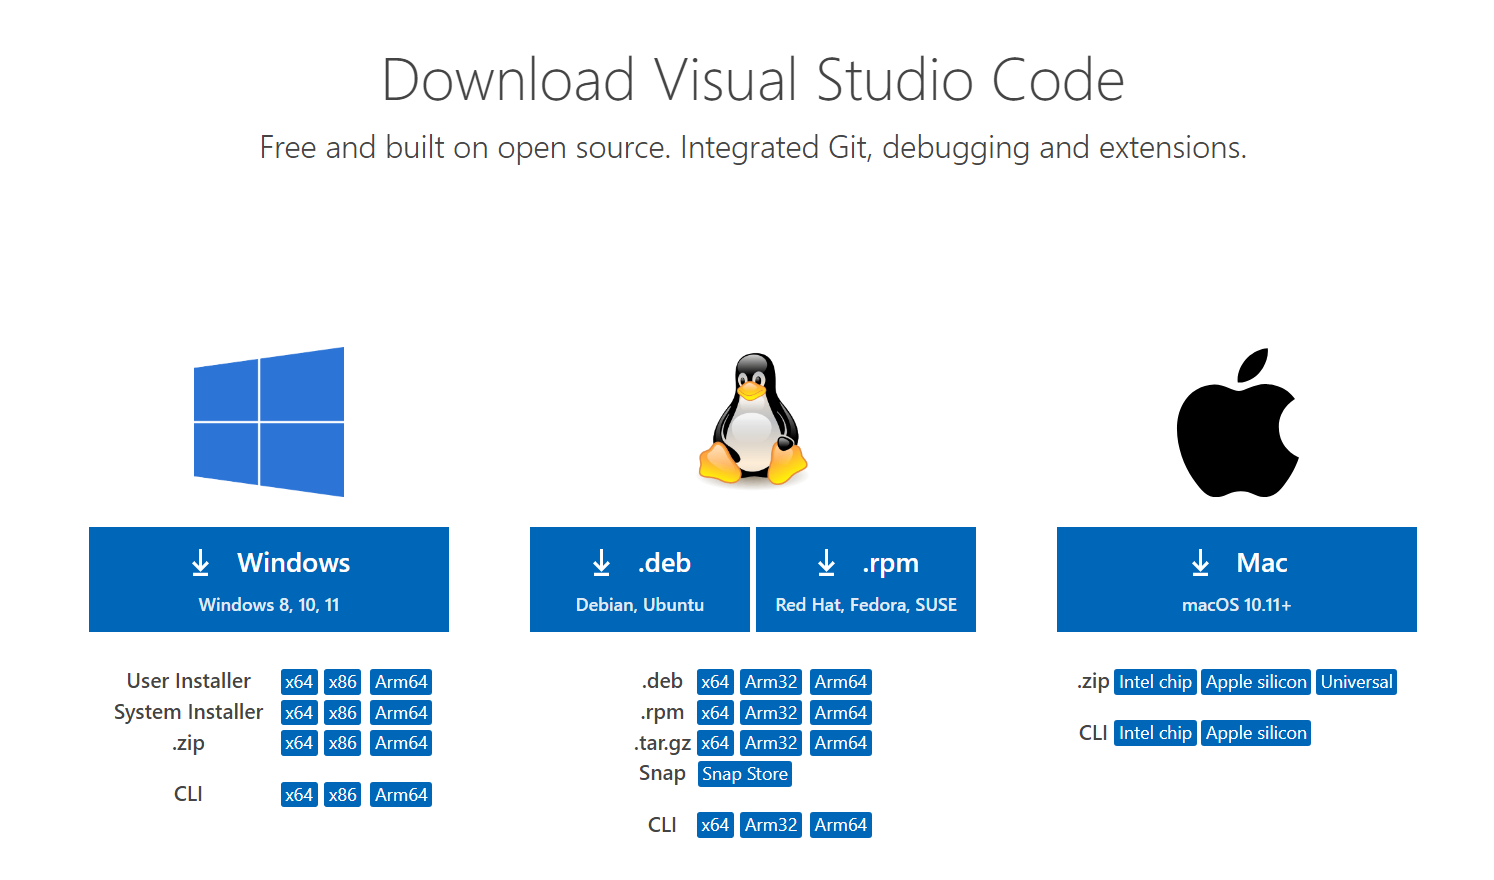 Download Visual Studio Code
Free and built on open source. Integrated Git, debugging and extensions.
Windows
Windows 8, 10, 11
User Installer x64 x86 Arm64
System Installer x64 x86 Arm64
.zip x64 x86 Arm64
CLI x64 x86 Arm64
.deb
Debian, Ubuntu
.rpm
Red Hat, Fedora, SUSE
.deb x64 Arm32 Arm64
.rpm x64 Arm32 Arm64
.tar.gz x64 Arm32 Arm64
Snap Snap Store
CLI x64 Arm32 Arm64
Mac
macOS 10.11+
.zip Intel chip Apple silicon Universal
CLI Intel chip Apple silicon